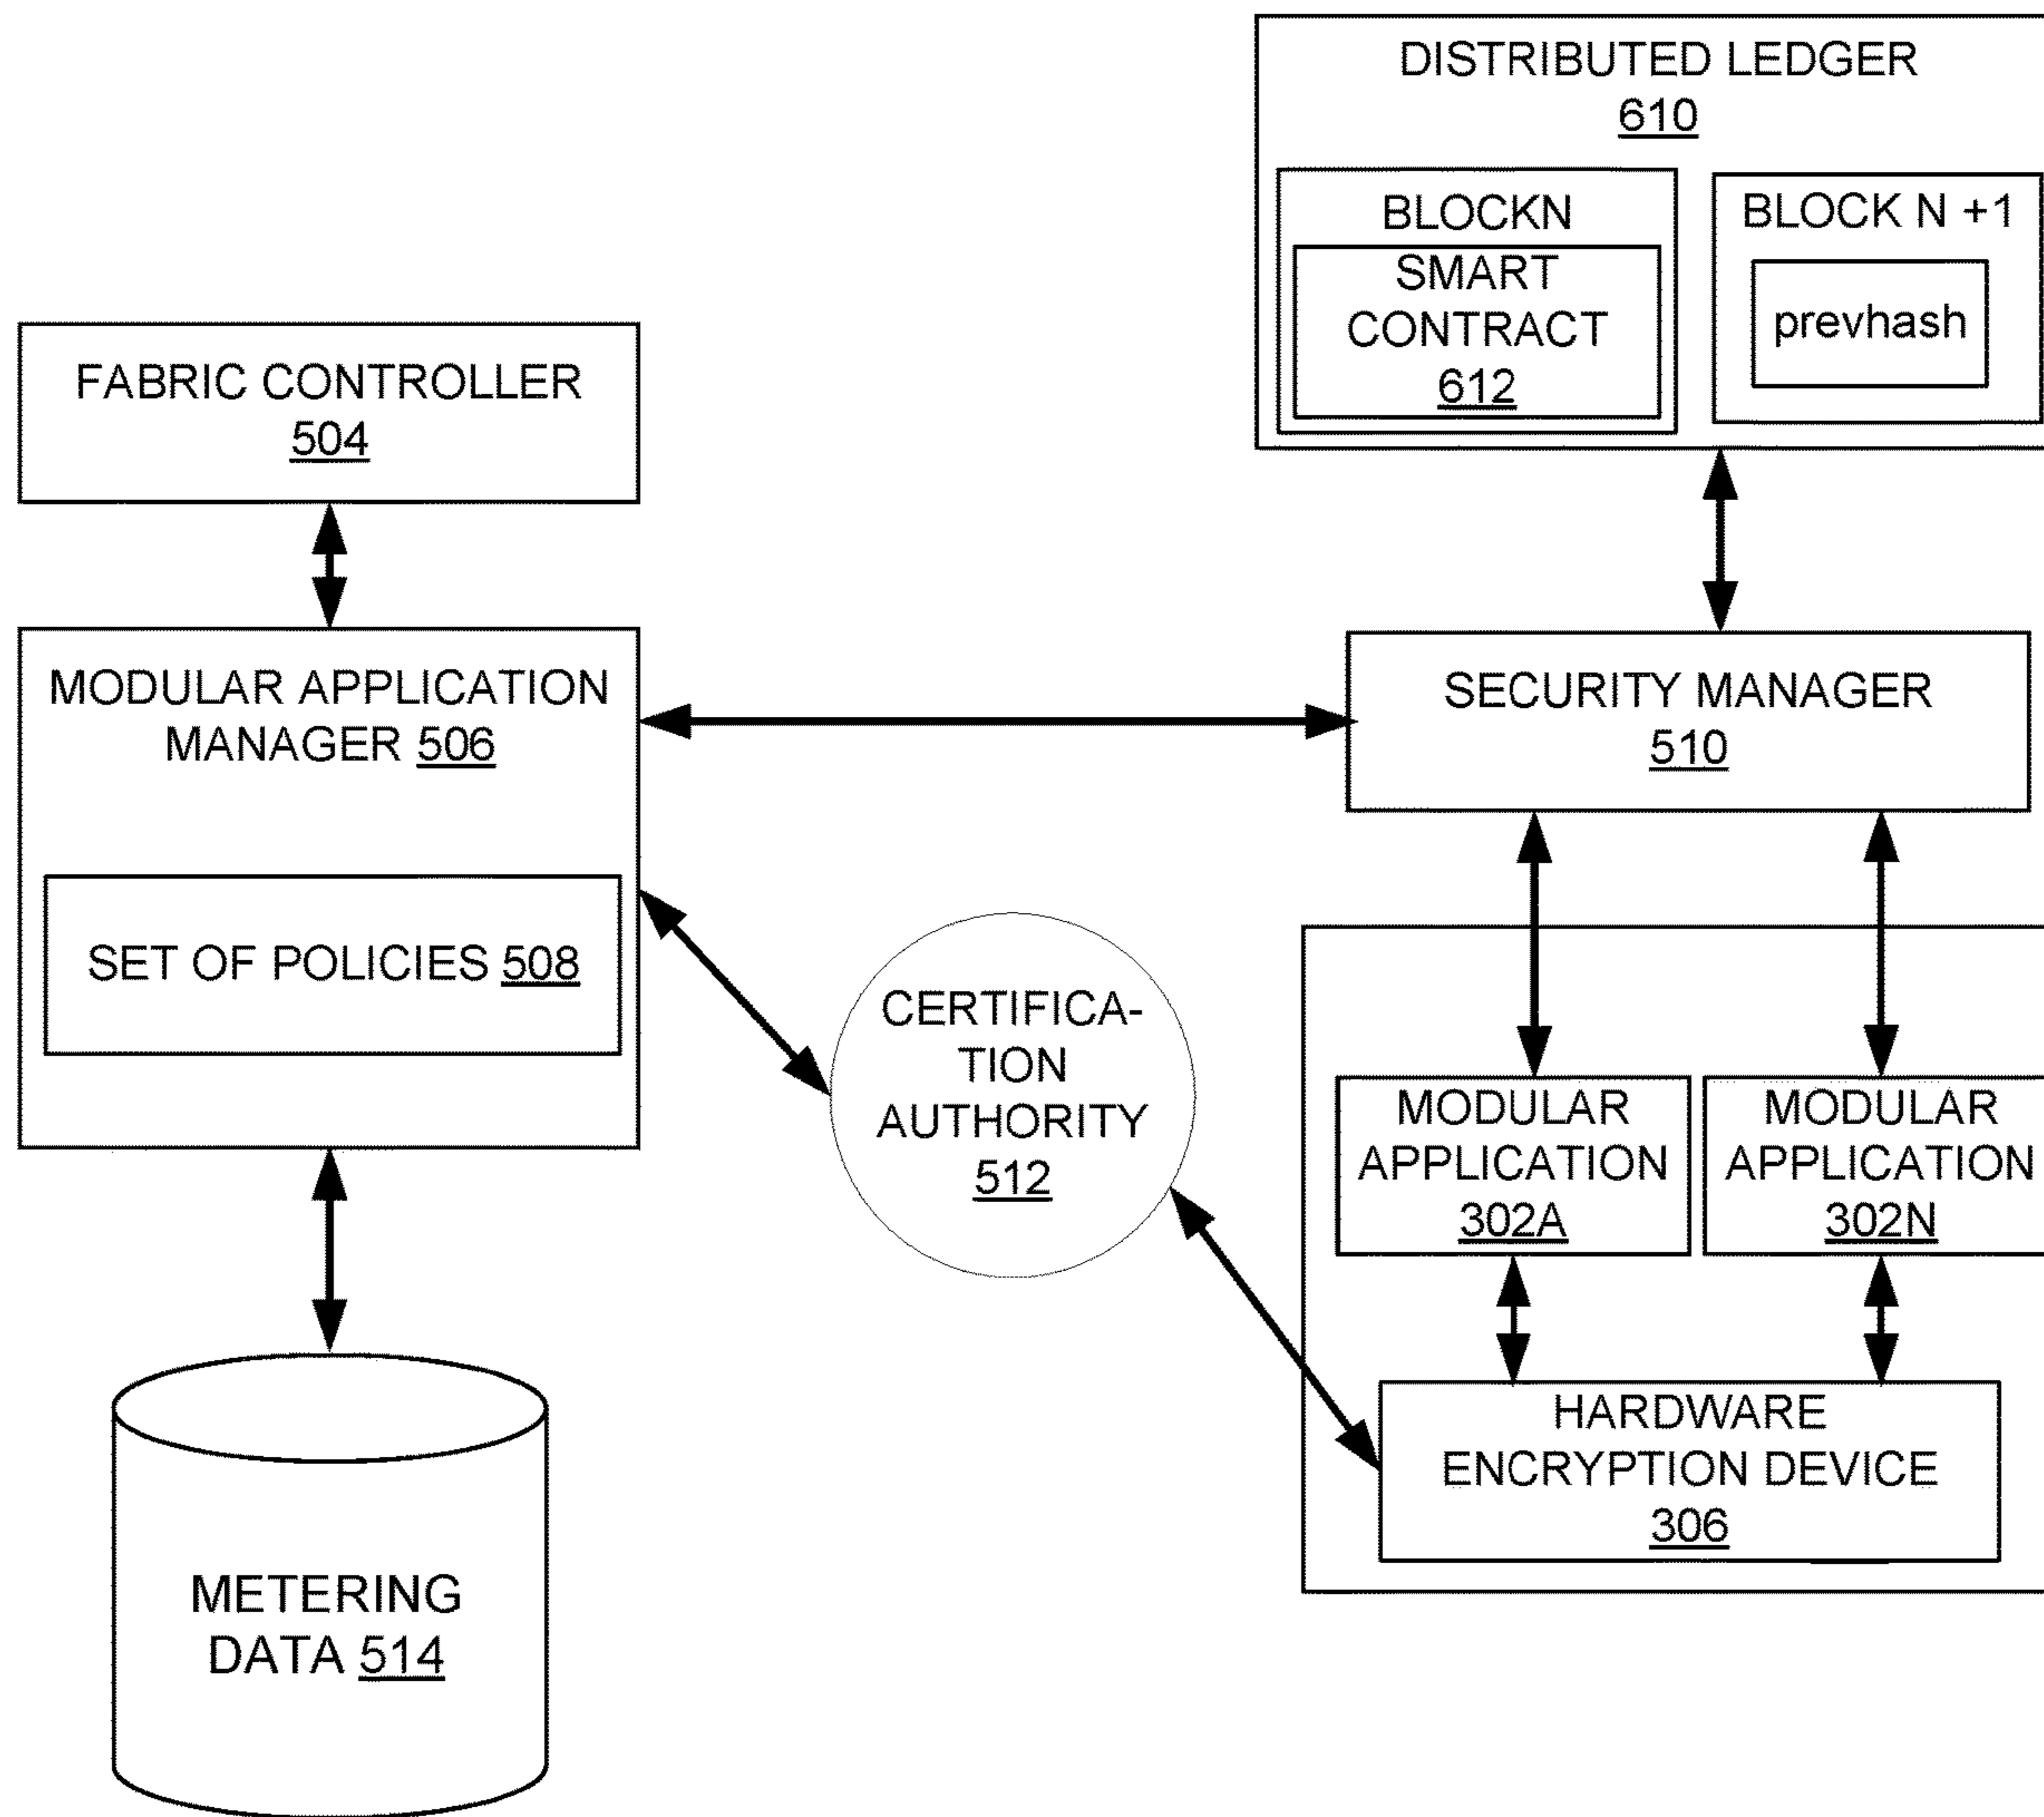 DISTRIBUTED LEDGER
610
BLOCKN
SMART
CONTRACT
612
BLOCK N +1
prevhash
FABRIC CONTROLLER
504
MODULAR APPLICATION
MANAGER 506
SET OF POLICIES 508
SECURITY MANAGER
510
CERTIFICA-
TION
AUTHORITY
512
MODULAR
APPLICATION
302A
MODULAR
APPLICATION
302N
HARDWARE
ENCRYPTION DEVICE
306
METERING
DATA 514